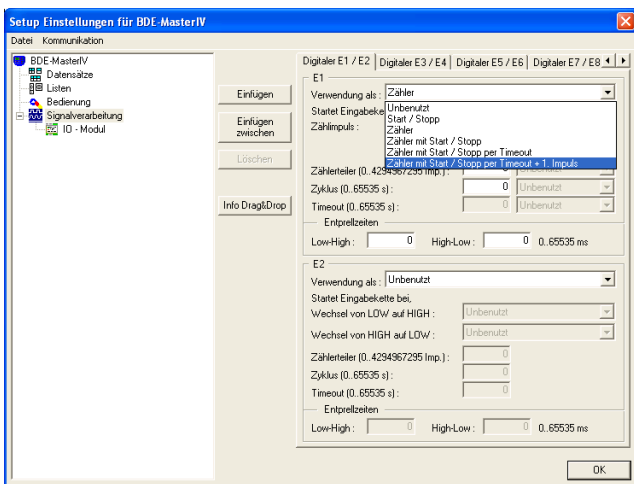 Setup Einstellungen für BDE-MasterIV
Datei Kommunikation
BDE-MasterIV
Datensätze
Listen
Bedienung
Signalverarbeitung
IO - Modul
Einfügen
Einfügen zwischen
Löschen
Info Drag&Drop
Digitaler E1 / E2 Digitaler E3 / E4 Digitaler E5 / E6 Digitaler E7 / E8
E1
Verwendung als : Zähler
Startet Eingabeke
Unbenutzt
Start / Stopp
Zählimpuls :
Zähler
Zähler mit Start / Stopp
Zähler mit Start / Stopp per Timeout
Zähler mit Start / Stopp per Timeout + 1. Impuls
Zählerteiler (0..4294967295 Imp.) : 0 Unbenutzt
Zyklus (0..65535 s) : 0 Unbenutzt
Timeout (0..65535 s) : 0 Unbenutzt
Entprellzeiten
Low-High : 0 High-Low : 0 0..65535 ms
E2
Verwendung als : Unbenutzt
Startet Eingabekette bei,
Wechsel von LOW auf HIGH : Unbenutzt
Wechsel von HIGH auf LOW : Unbenutzt
Zählerteiler (0..4294967295 Imp.) : 0
Zyklus (0..65535 s) : 0
Timeout (0..65535 s) : 0
Entprellzeiten
Low-High : 0 High-Low : 0 0..65535 ms
OK